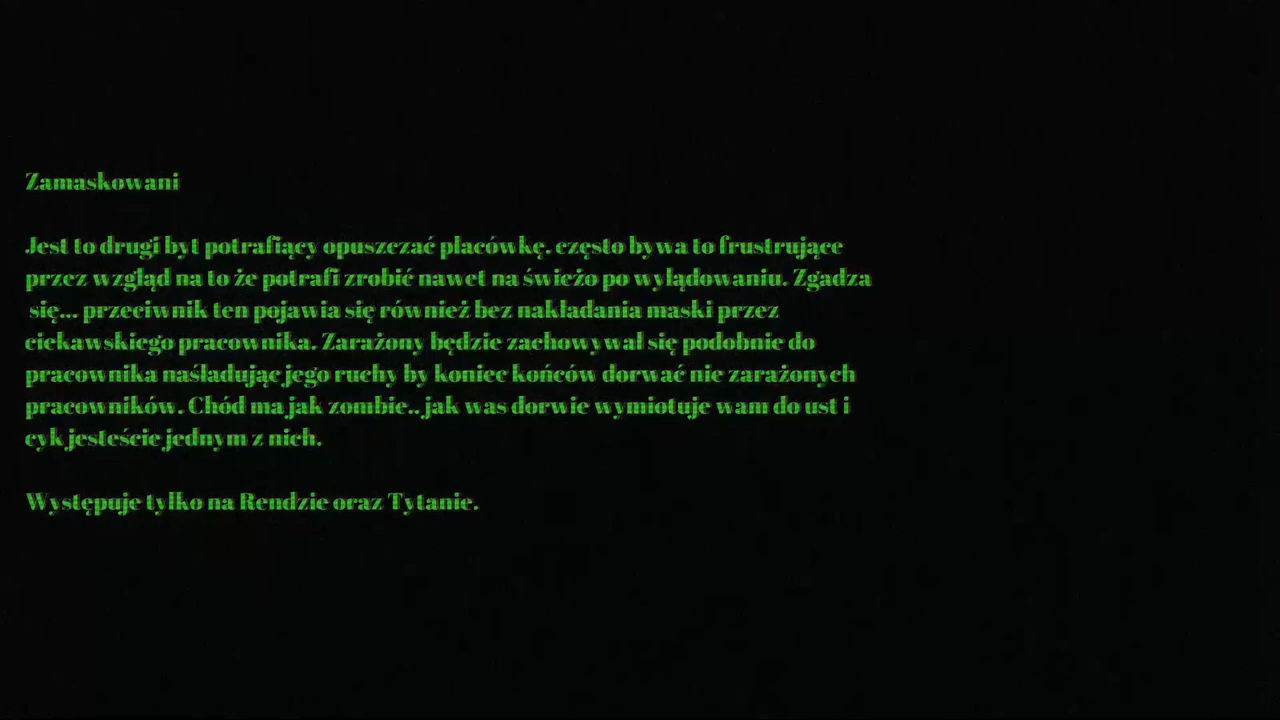 Zamaskowani
Jest to drugi byt potrafiący opuszczać placówkę. często bywa to frustrujące
przez wzgląd na to że potrafi zrobić nawet na świeżo po wylądowaniu. Zgadza
się... przeciwnik ten pojawia się również bez nakładania maski przez
ciekawskiego pracownika. Zarażony będzie zachowywał się podobnie do
pracownika naśladując jego ruchy by koniec końców dorwać nie zarażonych
pracowników. Chód ma jak zombie.. jak was dorwie wymiotuje wam do ust i
cyk jesteście jednym z nich.
Występuje tylko na Rendzie oraz Tytanie.